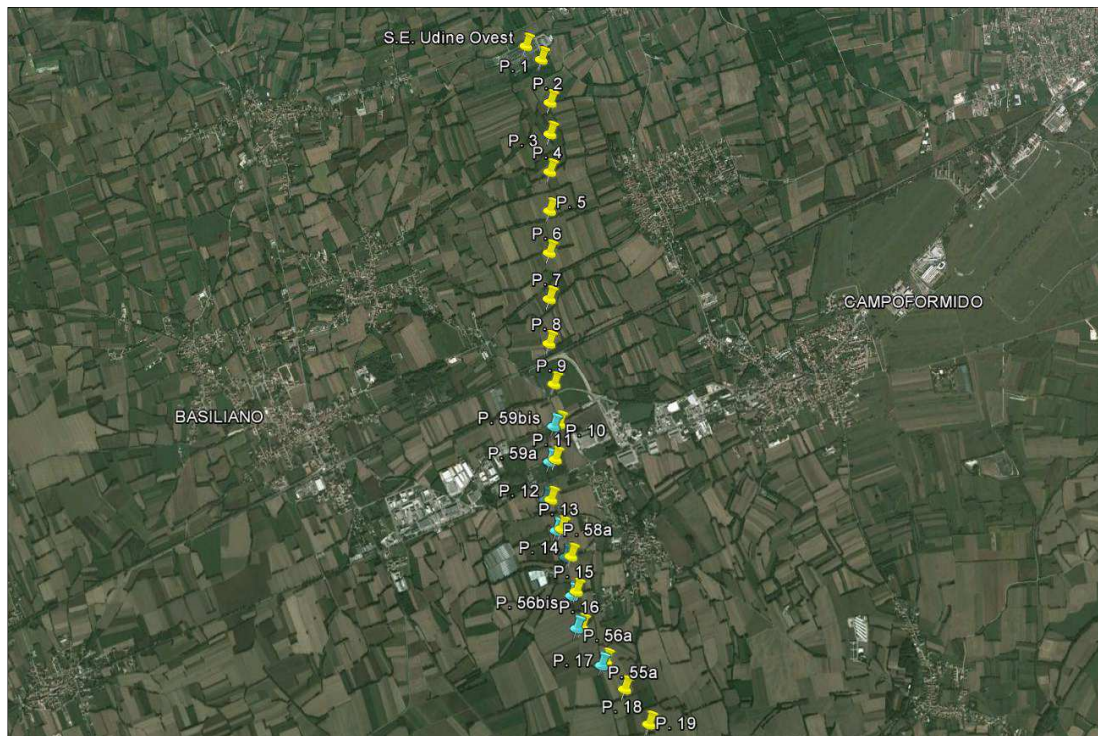 S.E. Udine Ovest
P. 1
P. 2
P. 3
P. 4
P. 5
P. 6
P. 7
P. 8
CAMPOFORMIDO
P. 9
BASILIANO
P. 59bis
P. 10
P. 11
P. 59a
P. 12
P. 13
P. 58a
P. 14
P. 15
P. 56bis
P. 16
P. 56a
P. 17
P. 55a
P. 18
P. 19